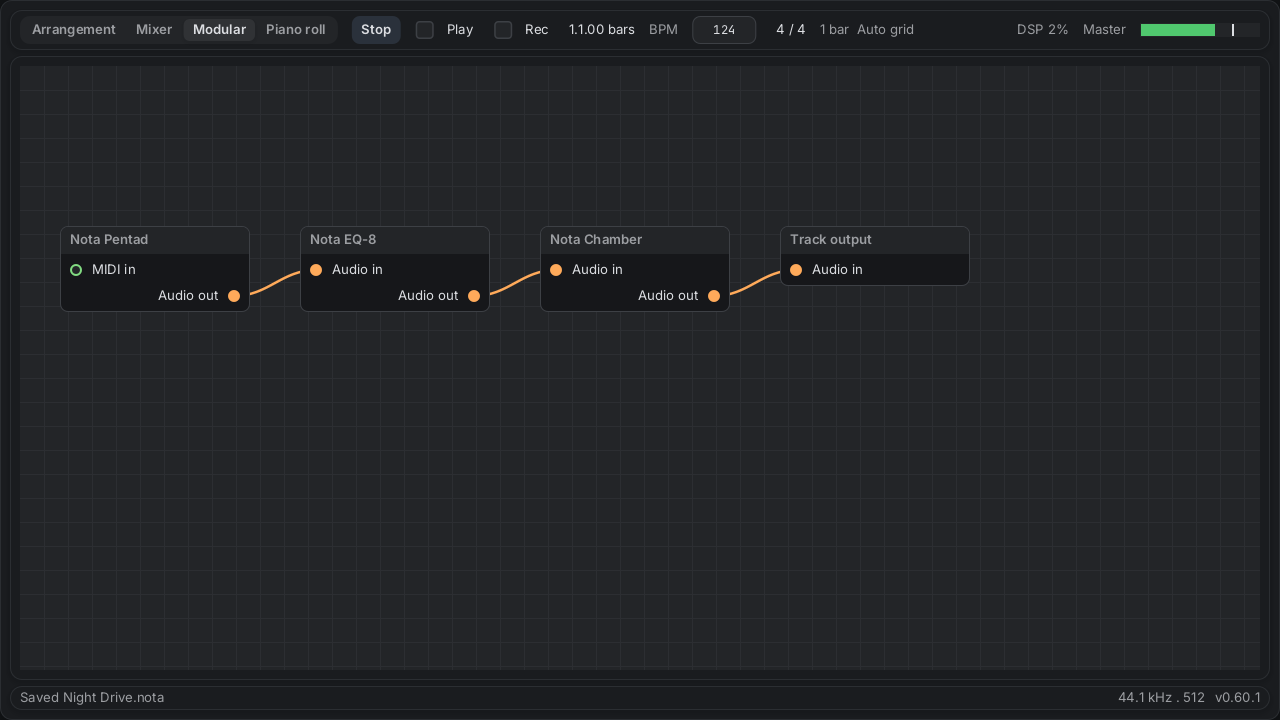 Arrangement Mixer Modular Piano roll Stop Play Rec 1.1.00 bars BPM 124 4 / 4 1 bar Auto grid DSP 2% Master
Nota Pentad
MIDI in
Audio out
Nota EQ-8
Audio in
Audio out
Nota Chamber
Audio in
Audio out
Track output
Audio in
Saved Night Drive.nota
44.1 kHz . 512 v0.60.1